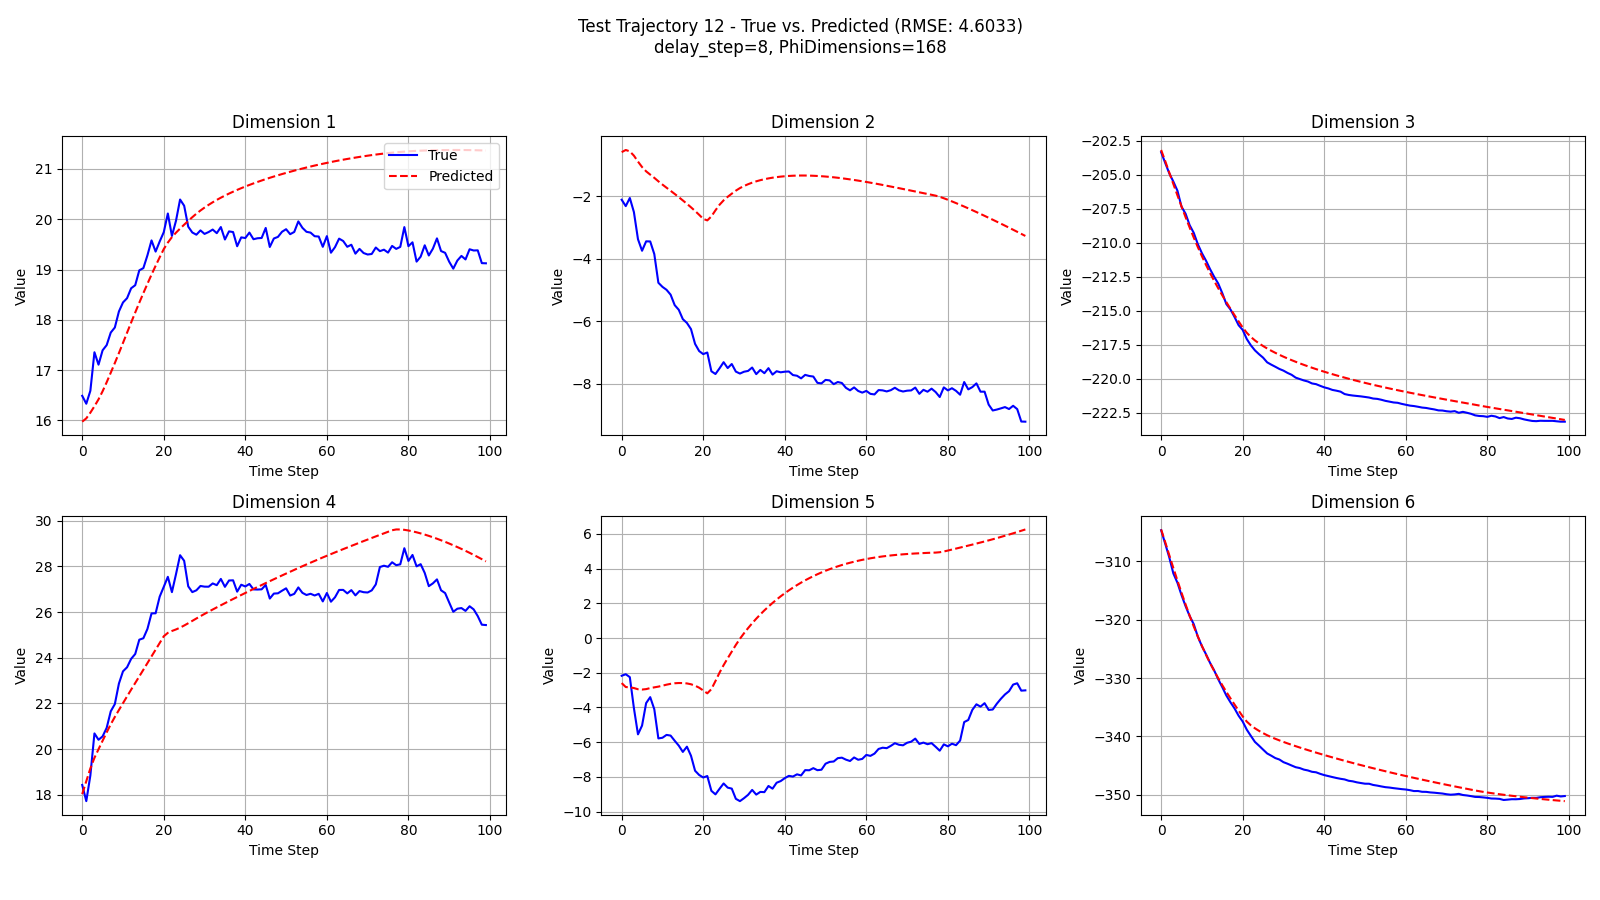 Test Trajectory 12 - True vs. Predicted (RMSE: 4.6033)
delay_step=8, PhiDimensions=168
Dimension 1
Value
21
20
19
18
17
16
0 20 40 60 80 100
Time Step
True
Predicted
Dimension 2
Value
−2
−4
−6
−8
0 20 40 60 80 100
Time Step
Dimension 3
Value
−202.5
−205.0
−207.5
−210.0
−212.5
−215.0
−217.5
−220.0
−222.5
0 20 40 60 80 100
Time Step
Dimension 4
Value
30
28
26
24
22
20
18
0 20 40 60 80 100
Time Step
Dimension 5
Value
6
4
2
0
−2
−4
−6
−8
−10
0 20 40 60 80 100
Time Step
Dimension 6
Value
−310
−320
−330
−340
−350
0 20 40 60 80 100
Time Step